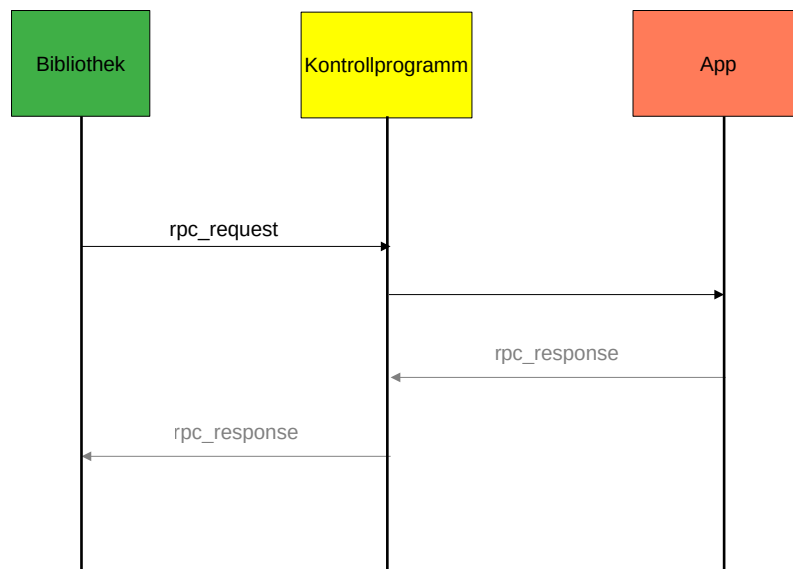 Bibliothek
Kontrollprogramm
App
rpc_request
rpc_response
rpc_response